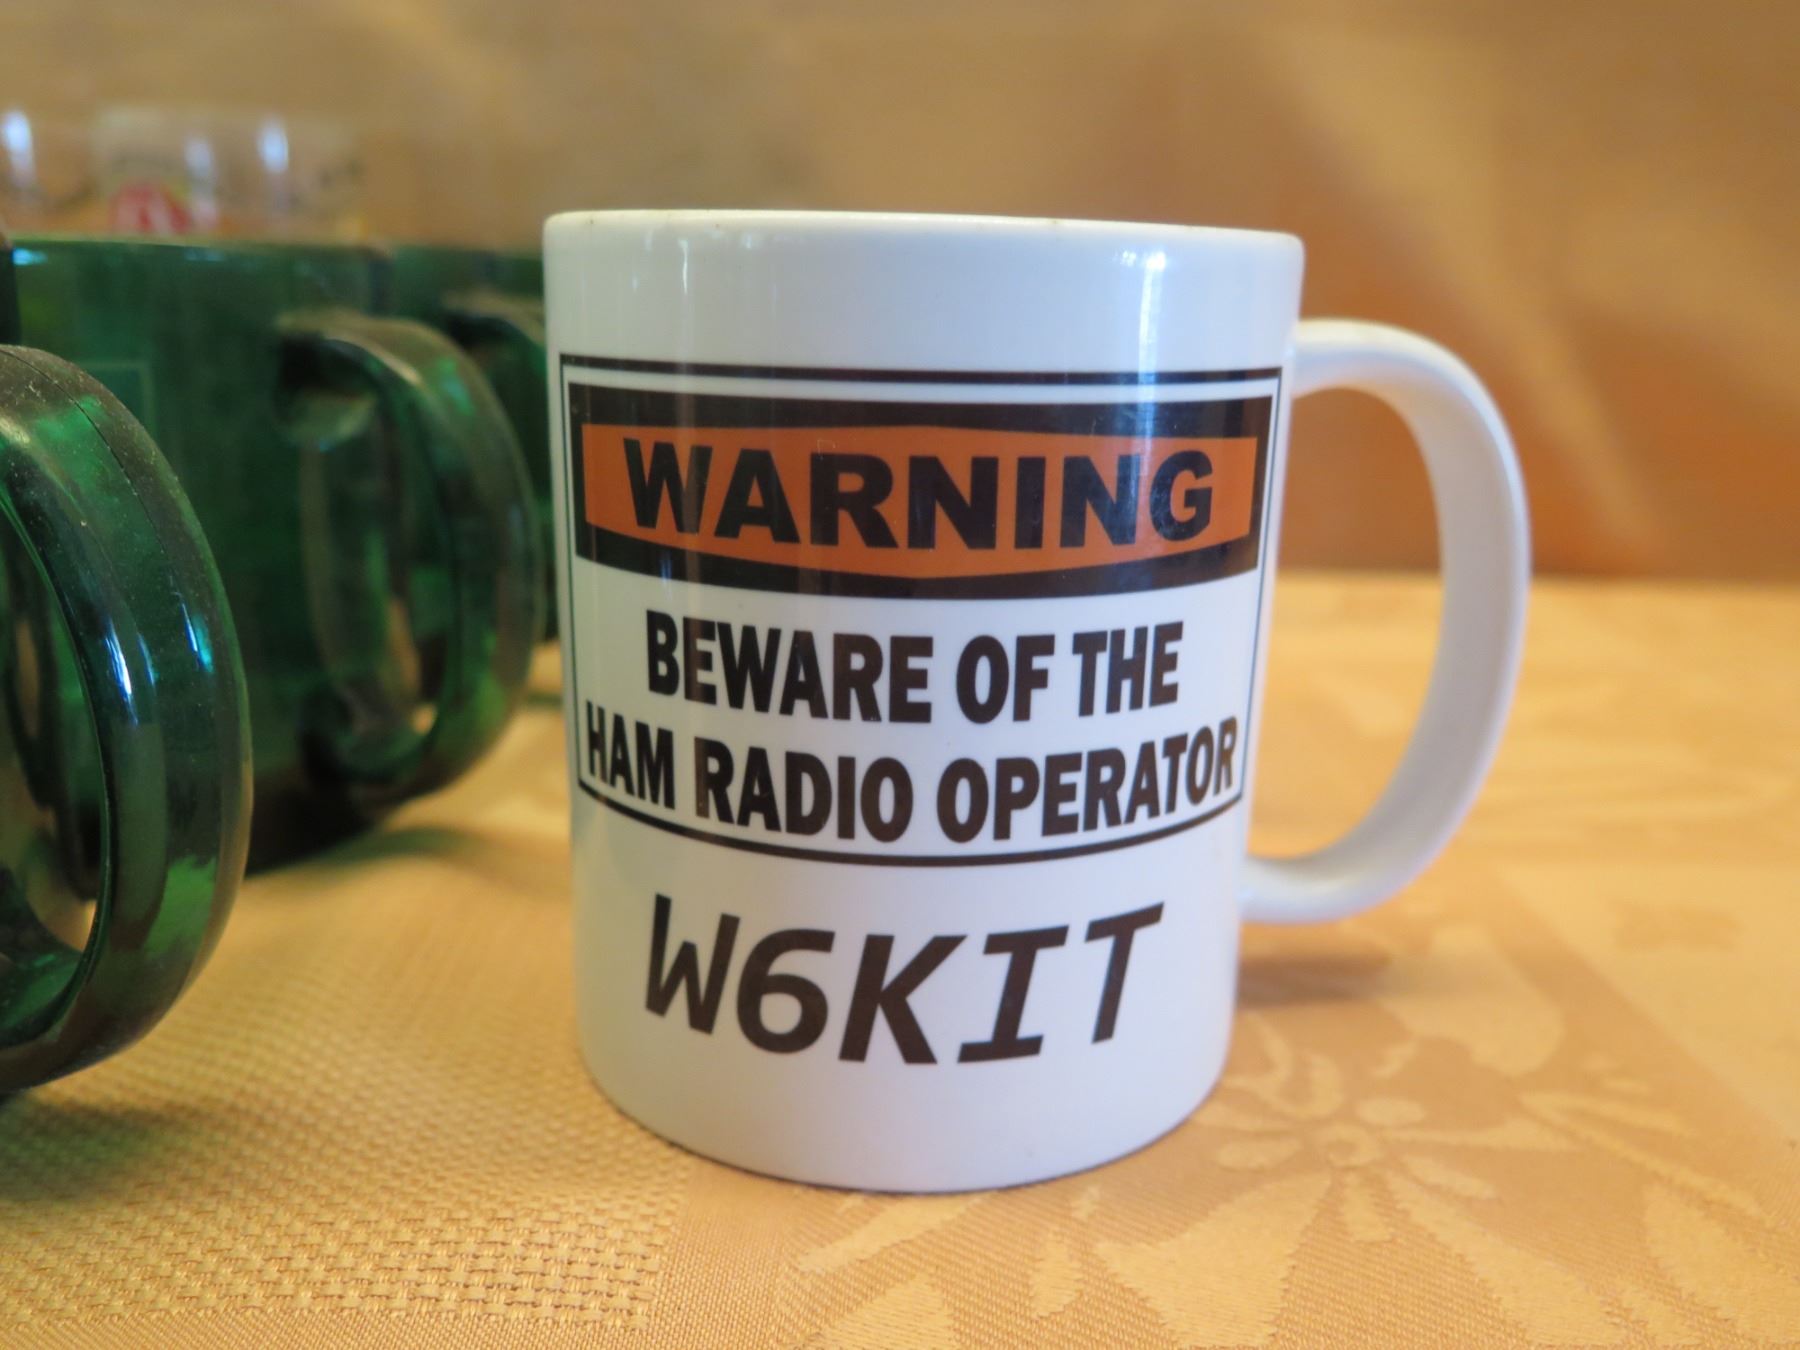 WARNING
BEWARE OF THE
HAM RADIO OPERATOR
W6KIT